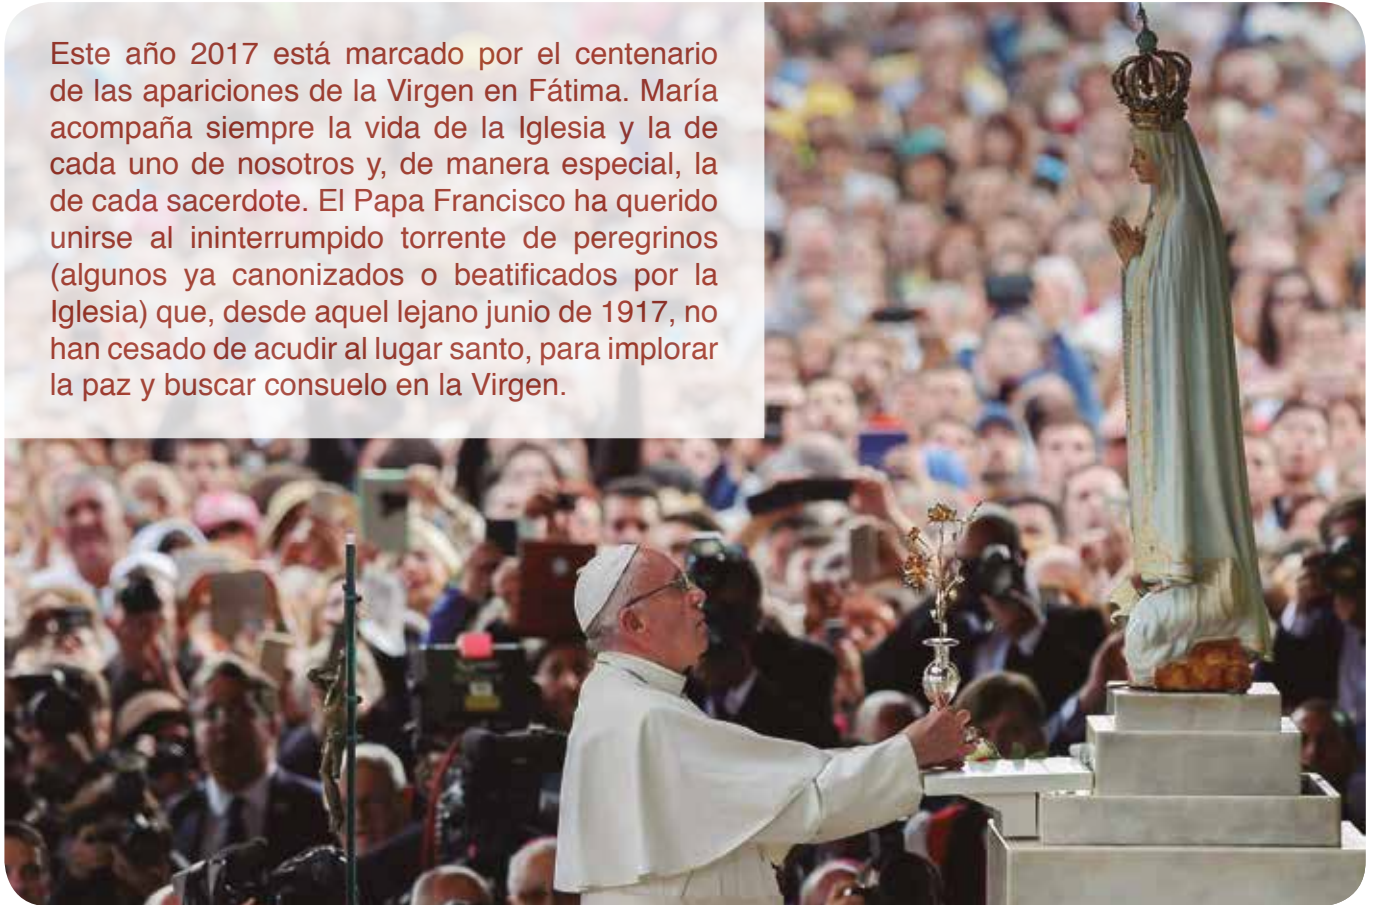 Este año 2017 está marcado por el centenario
de las apariciones de la Virgen en Fátima. María
acompaña siempre la vida de la Iglesia y la de
cada uno de nosotros y, de manera especial, la
de cada sacerdote. El Papa Francisco ha querido
unirse al ininterrumpido torrente de peregrinos
(algunos ya canonizados o beatificados por la
Iglesia) que, desde aquel lejano junio de 1917, no
han cesado de acudir al lugar santo, para implorar
la paz y buscar consuelo en la Virgen.